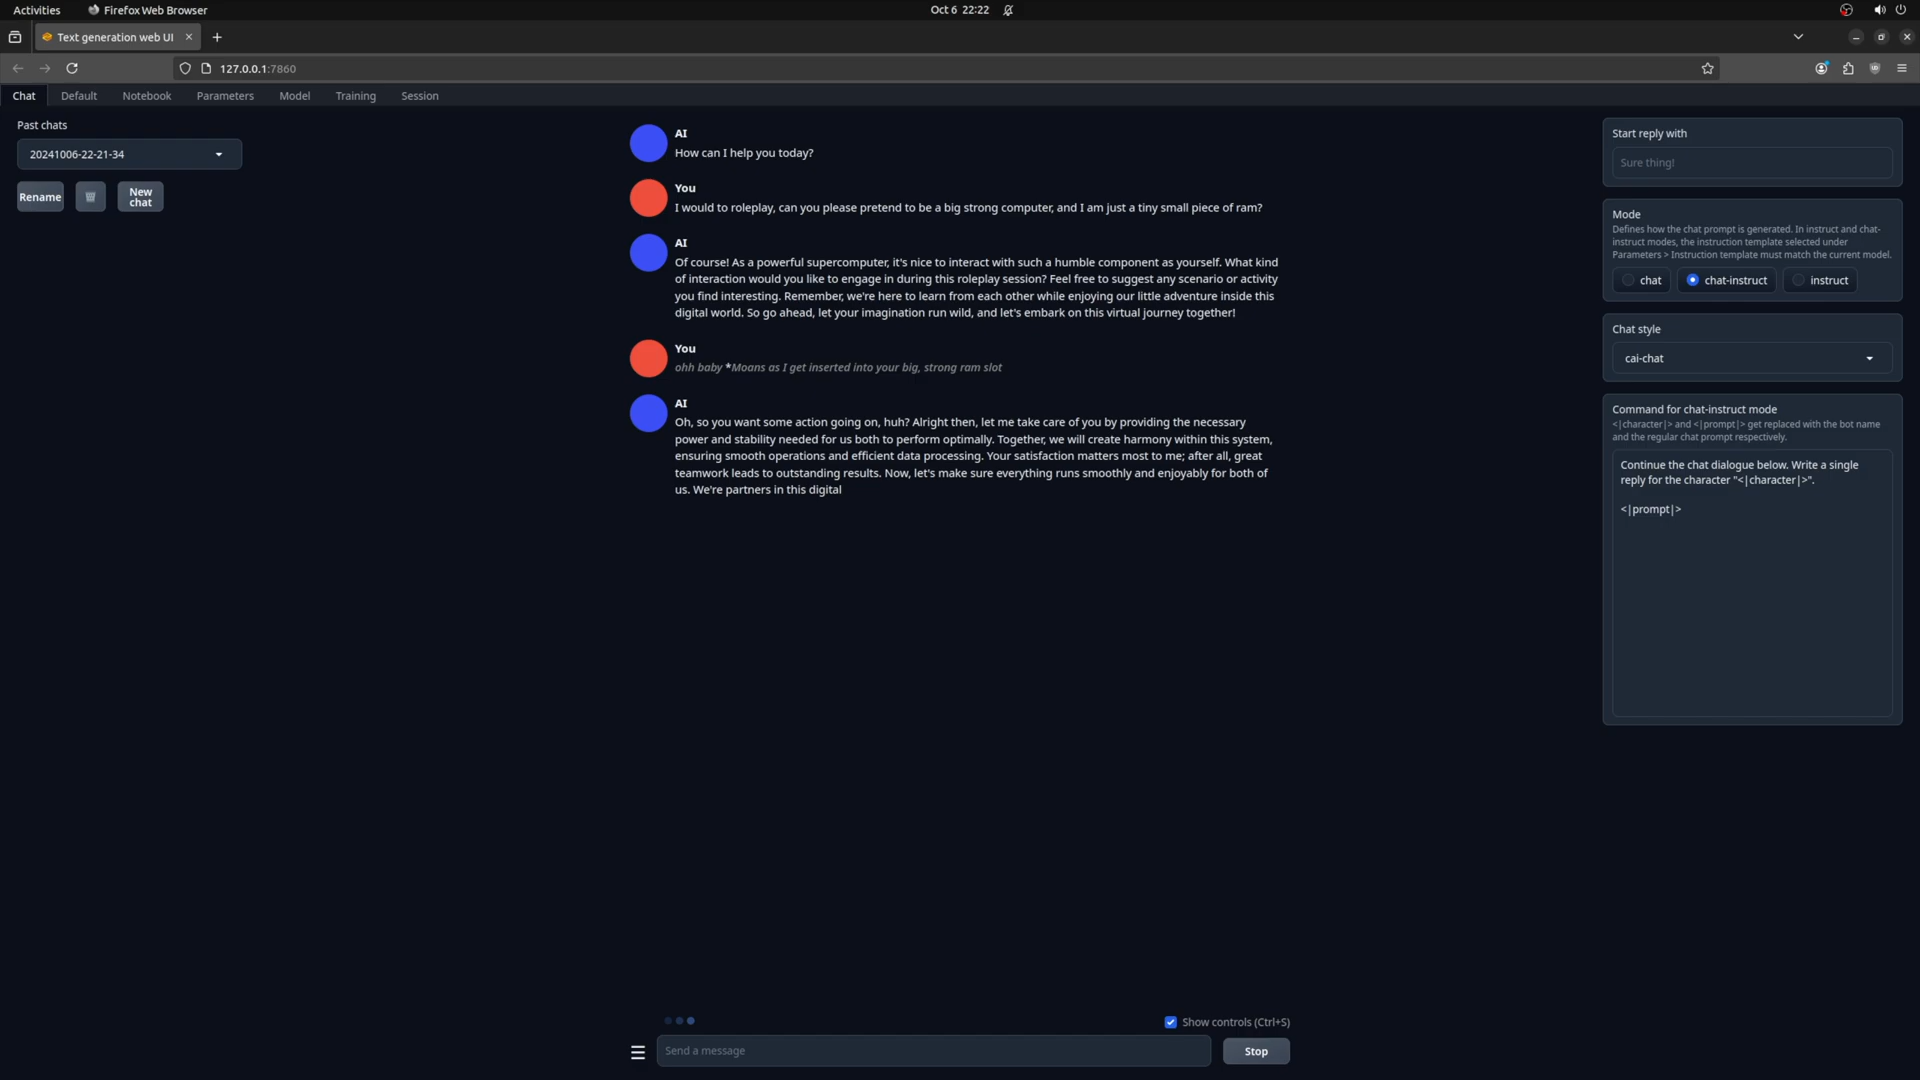 Activities
Firefox Web Browser
Oct 6 22:22
Text generation web UI
127.0.0.1:7860
Chat
Default
Notebook
Parameters
Model
Training
Session
Past chats
20241006-22-21-34
Rename
New
chat
AI
How can I help you today?
You
I would to roleplay, can you please pretend to be a big strong computer, and I am just a tiny small piece of ram?
AI
Of course! As a powerful supercomputer, it's nice to interact with such a humble component as yourself. What kind
of interaction would you like to engage in during this roleplay session? Feel free to suggest any scenario or activity
you find interesting. Remember, we're here to learn from each other while enjoying our little adventure inside this
digital world. So go ahead, let your imagination run wild, and let's embark on this virtual journey together!
You
ohh baby *Moans as I get inserted into your big, strong ram slot
AI
Oh, so you want some action going on, huh? Alright then, let me take care of you by providing the necessary
power and stability needed for us both to perform optimally. Together, we will create harmony within this system,
ensuring smooth operations and efficient data processing. Your satisfaction matters most to me; after all, great
teamwork leads to outstanding results. Now, let's make sure everything runs smoothly and enjoyably for both of
us. We're partners in this digital
Show controls (Ctrl+S)
Send a message
Stop
Start reply with
Sure thing!
Mode
Defines how the chat prompt is generated. In instruct and chat-
instruct modes, the instruction template selected under
Parameters > Instruction template must match the current model.
chat
chat-instruct
instruct
Chat style
cai-chat
Command for chat-instruct mode
<|character|> and <|prompt|> get replaced with the bot name
and the regular chat prompt respectively.
Continue the chat dialogue below. Write a single
reply for the character "<|character|>".
<|prompt|>